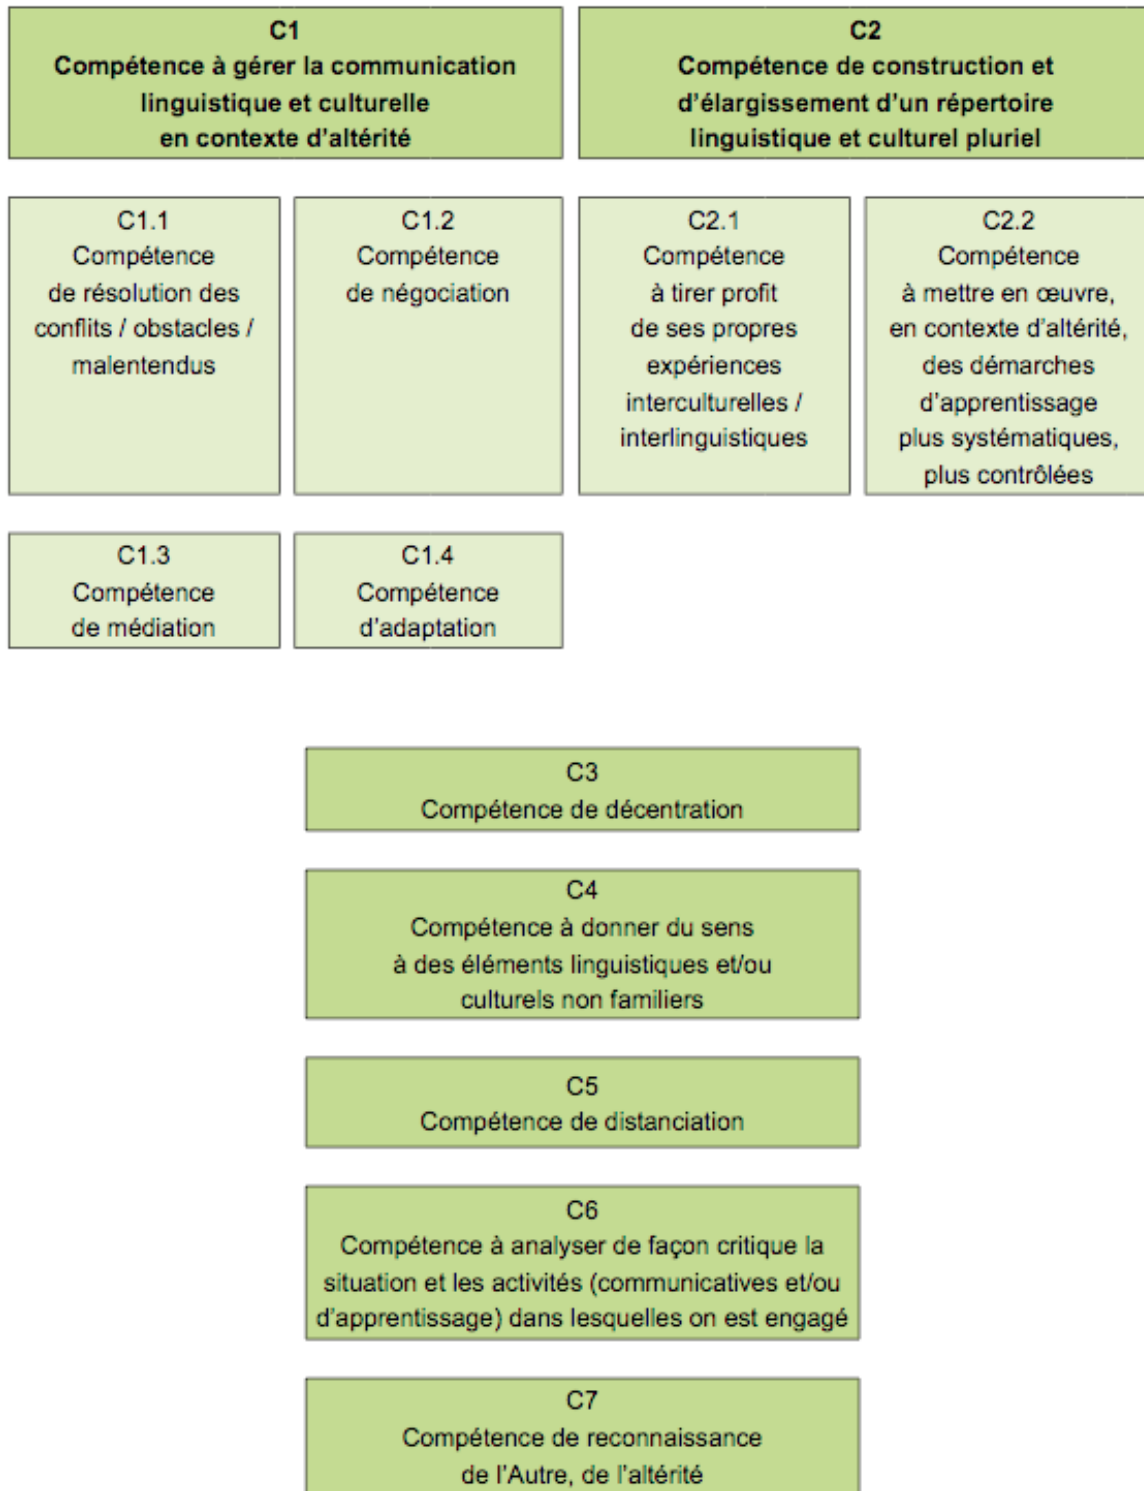 C1
Compétence à gérer la communication
linguistique et culturelle
en contexte d'altérité
C2
Compétence de construction et
d'élargissement d'un répertoire
linguistique et culturel pluriel
C1.1
Compétence
de résolution des
conflits / obstacles /
malentendus
C1.2
Compétence
de négociation
C2.1
Compétence
à tirer profit
de ses propres
expériences
interculturelles /
interlinguistiques
C2.2
Compétence
à mettre en œuvre,
en contexte d'altérité,
des démarches
d'apprentissage
plus systématiques,
plus contrôlées
C1.3
Compétence
de médiation
C1.4
Compétence
d'adaptation
C3
Compétence de décentration
C4
Compétence à donner du sens
à des éléments linguistiques et/ou
culturels non familiers
C5
Compétence de distanciation
C6
Compétence à analyser de façon critique la
situation et les activités (communicatives et/ou
d'apprentissage) dans lesquelles on est engagé
C7
Compétence de reconnaissance
de l'Autre, de l'altérité